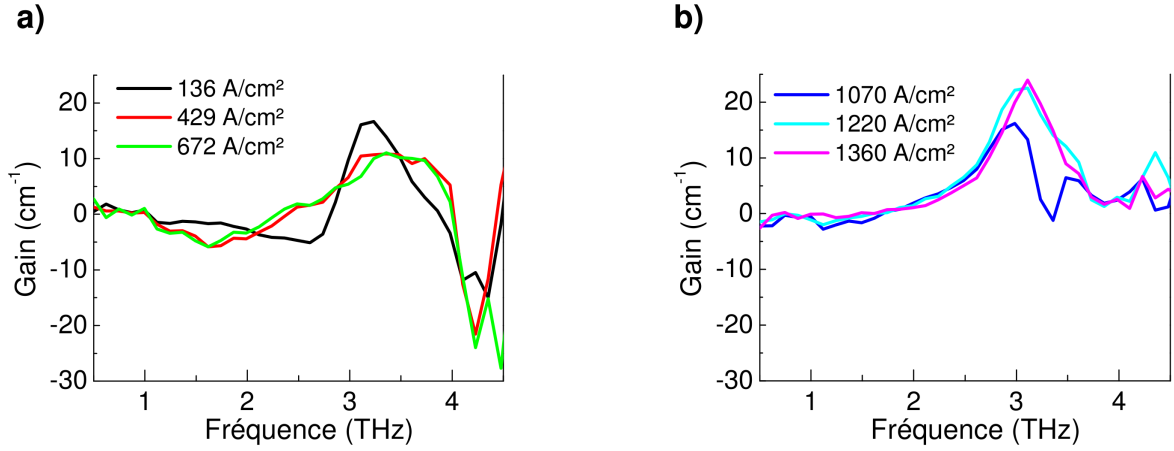 a)
136 A/cm²
429 A/cm²
672 A/cm²
20
10
0
-10
-20
-30
Gain (cm⁻¹)
1 2 3 4
Fréquence (THz)
b)
1070 A/cm²
1220 A/cm²
1360 A/cm²
20
10
0
-10
-20
-30
Gain (cm⁻¹)
1 2 3 4
Fréquence (THz)